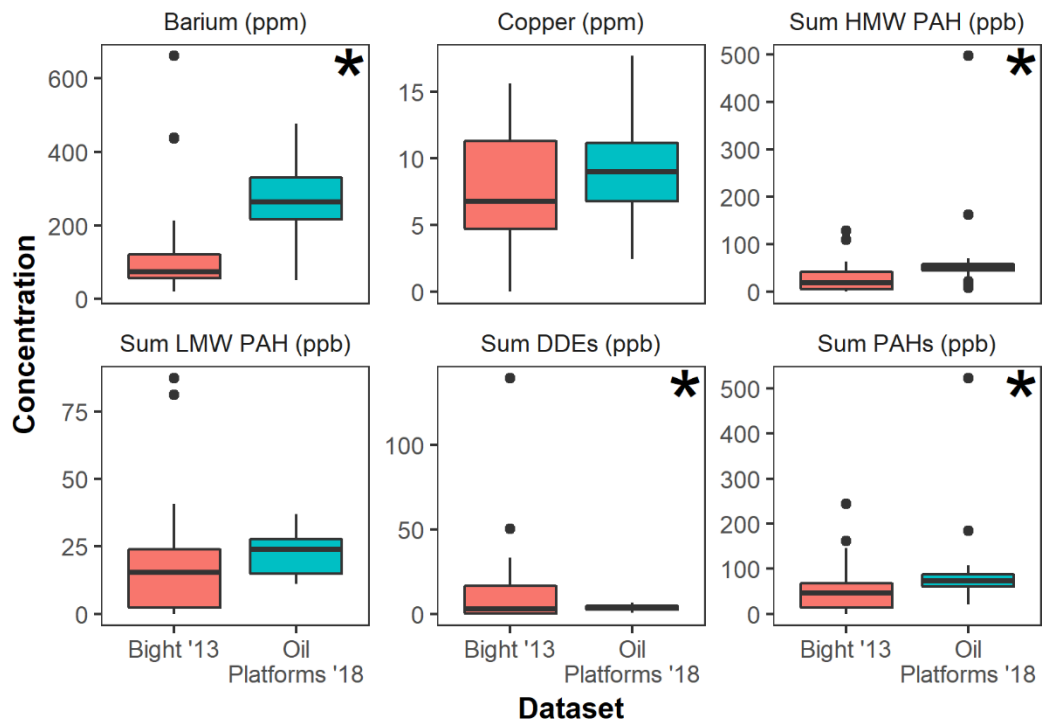 Barium (ppm)
Copper (ppm)
Sum HMW PAH (ppb)
600
400
200
0
*
15
10
5
0
500
400
300
200
100
0
*
Concentration
Sum LMW PAH (ppb)
Sum DDEs (ppb)
Sum PAHs (ppb)
75
50
25
0
100
50
0
*
500
400
300
200
100
0
*
Bight '13
Oil
Platforms '18
Bight '13
Oil
Platforms '18
Bight '13
Oil
Platforms '18
Dataset